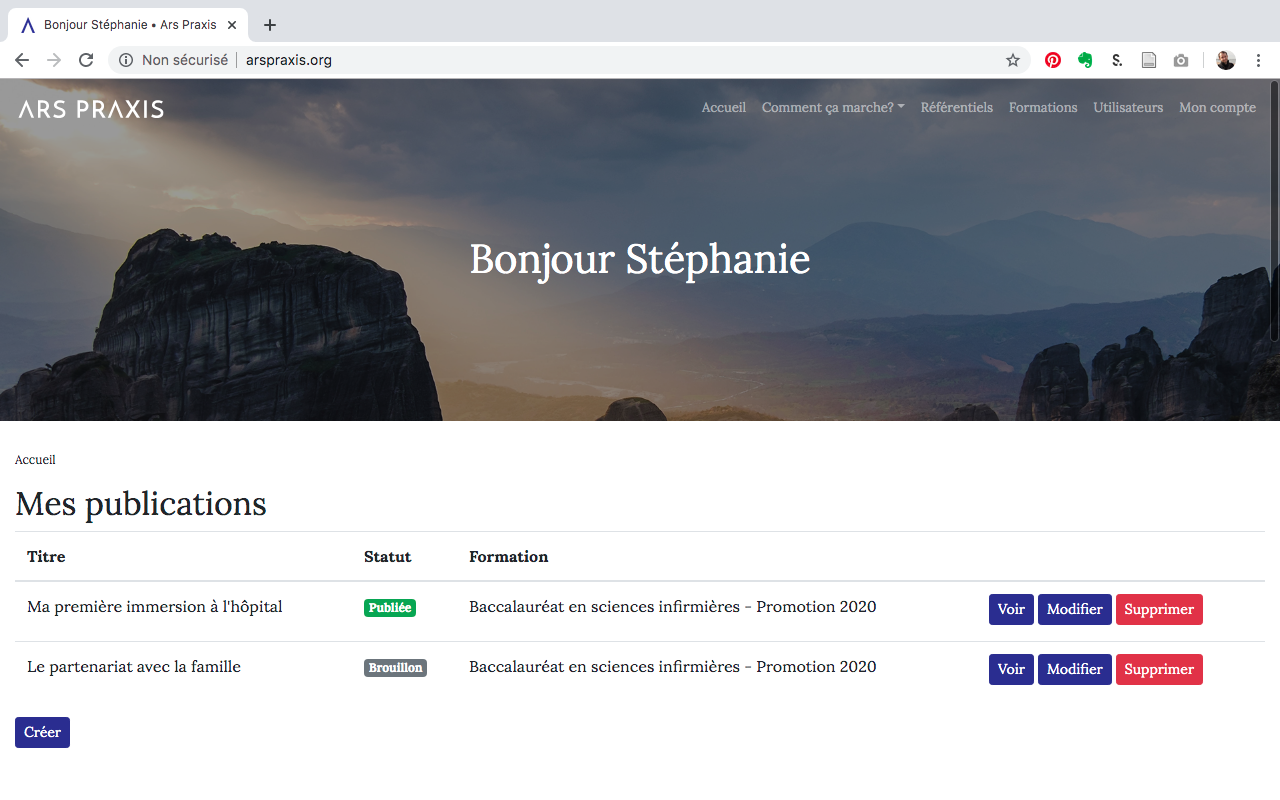 Bonjour Stéphanie • Ars Praxis
Non sécurisé arspraxis.org
S.
ARS PRAXIS
Accueil Comment ça marche? Référentiels Formations Utilisateurs Mon compte
Bonjour Stéphanie
Accueil
Mes publications
Titre Statut Formation
Ma première immersion à l'hôpital Publiée Baccalauréat en sciences infirmières - Promotion 2020 Voir Modifier Supprimer
Le partenariat avec la famille Brouillon Baccalauréat en sciences infirmières - Promotion 2020 Voir Modifier Supprimer
Créer